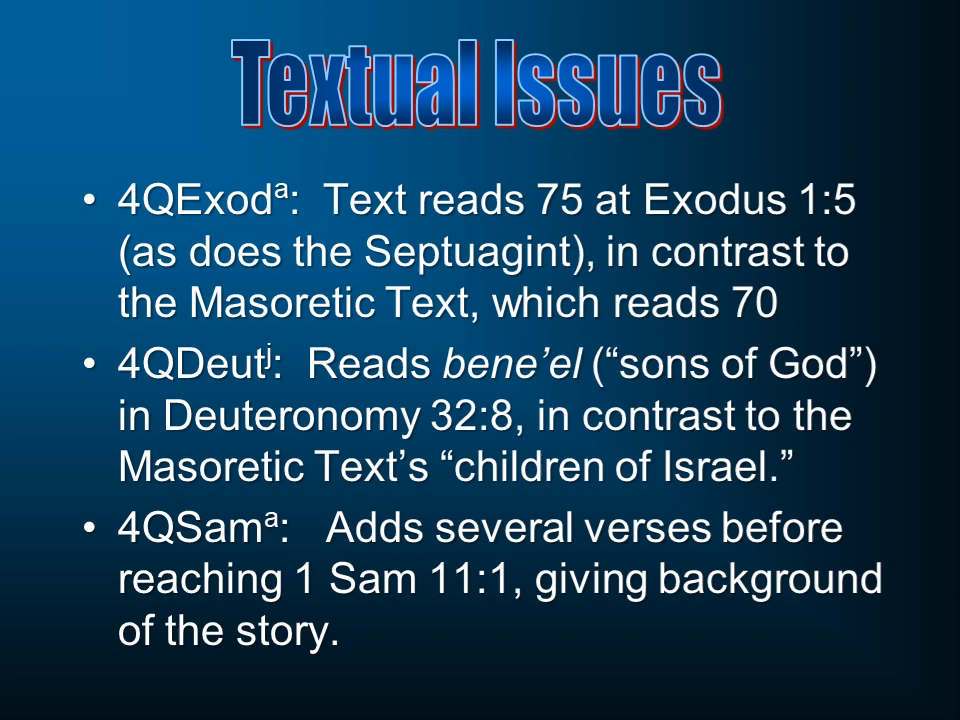 Textual Issues
• 4QExodᵃ:  Text reads 75 at Exodus 1:5
(as does the Septuagint), in contrast to
the Masoretic Text, which reads 70
• 4QDeutʲ:  Reads bene’el (“sons of God”)
in Deuteronomy 32:8, in contrast to the
Masoretic Text’s “children of Israel.”
• 4QSamᵃ:   Adds several verses before
reaching 1 Sam 11:1, giving background
of the story.